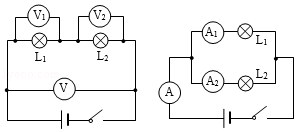 V₁ V₂
L₁ L₂
V
A₁ L₁
A₂ L₂
A